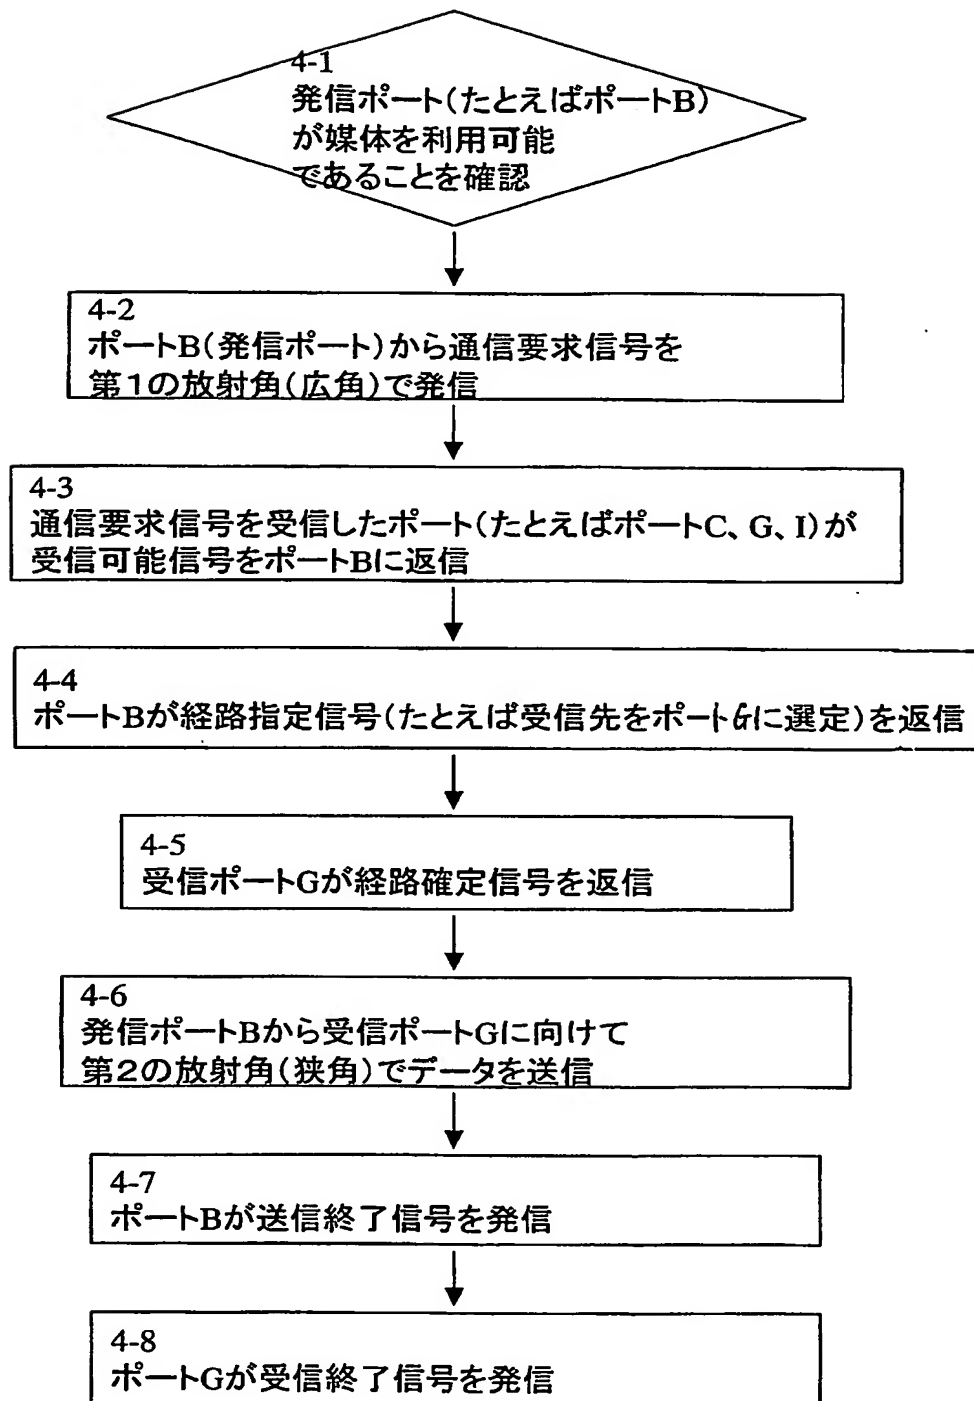 4-1
発信ポート(たとえばポートB)
が媒体を利用可能
であることを確認
4-2
ポートB(発信ポート)から通信要求信号を
第1の放射角(広角)で発信
4-3
通信要求信号を受信したポート(たとえばポートC、G、I)が
受信可能信号をポートBに返信
4-4
ポートBが経路指定信号(たとえば受信先をポートGに選定)を返信
4-5
受信ポートGが経路確定信号を返信
4-6
発信ポートBから受信ポートGに向けて
第2の放射角(狭角)でデータを送信
4-7
ポートBが送信終了信号を発信
4-8
ポートGが受信終了信号を発信